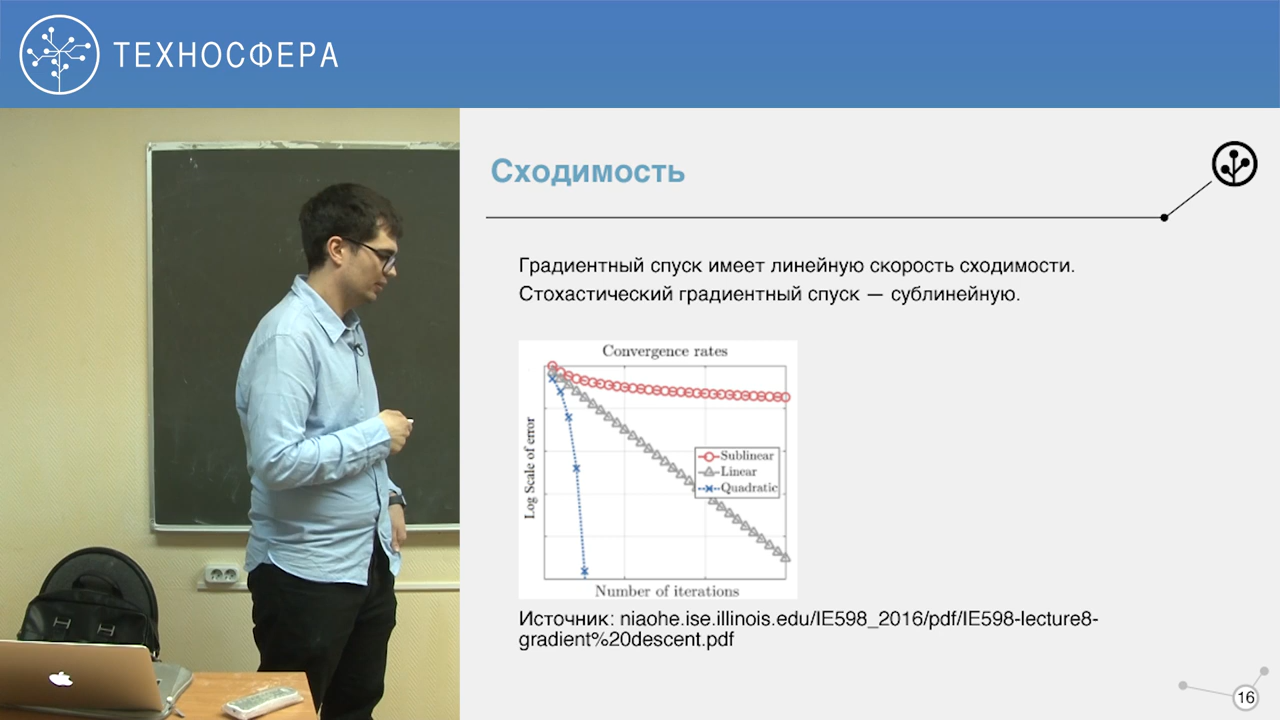 ТЕХНОСФЕРА
Сходимость
Градиентный спуск имеет линейную скорость сходимости.
Стохастический градиентный спуск — сублинейную.
Convergence rates
Log Scale of error
Sublinear
Linear
Quadratic
Number of iterations
Источник: niaohe.ise.illinois.edu/IE598_2016/pdf/IE598-lecture8-
gradient%20descent.pdf
16